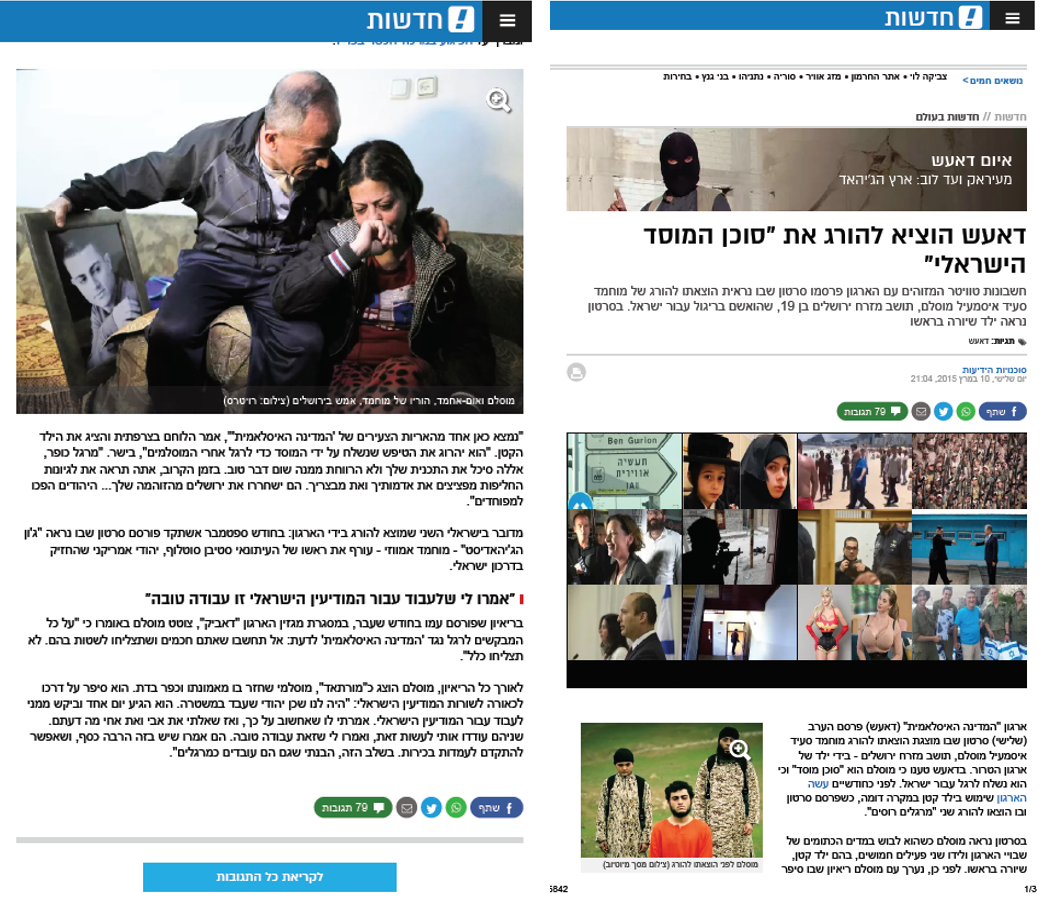 חדשות
נושאים חמים >
צביקה לוי • אתר החרמון • מזג אוויר • סוריה • נתניהו • בני גנץ • בחירות
חדשות // חדשות בעולם
איום דאעש
מעיראק ועד לוב: ארץ הג'יהאד
דאעש הוציא להורג את "סוכן המוסד
הישראלי"
חשבונות טוויטר המזוהים עם הארגון פרסמו סרטון שבו נראית הוצאתו להורג של מוחמד
סעיד איסמעיל מוסלם, תושב מזרח ירושלים בן 19, שהואשם בריגול עבור ישראל. בסרטון
נראה ילד שיורה בראשו
תגיות: דאעש
סוכנויות הידיעות
יום שלישי, 10 במרץ 2015, 21:04
שתף
79 תגובות
Ben Gurion
תעשיה
אווירית
IAI
ארגון "המדינה האיסלאמית" (דאעש) פרסם הערב
(שלישי) סרטון שבו מוצגת הוצאתו להורג מוחמד סעיד
איסמעיל מוסלם, תושב מזרח ירושלים - בידי ילד של
ארגון הטרור. בדאעש טענו כי מוסלם הוא "סוכן מוסד" וכי
הוא נשלח לרגל עבור ישראל. לפני כחודשיים עשה
הארגון שימוש בילד קטן במקרה דומה, כשפרסם סרטון
ובו הוצאו להורג שני "מרגלים רוסים".
בסרטון נראה מוסלם כשהוא לבוש במדים הכתומים של
שבויי הארגון ולידו שני פעילים חמושים, בהם ילד קטן,
שיורה בראשו. לפני כן, נערך עם מוסלם ריאיון שבו סיפר
מוסלם לפני הוצאתו להורג (צילום מסך מיוטיוב)
5842
1/3
חדשות
מוסלם ואום-אחמד, הוריו של מוחמד, אמש בירושלים (צילום: רויטרס)
"נמצא כאן אחד מהאריות הצעירים של 'המדינה האיסלאמית'", אמר הלוחם בצרפתית והציג את הילד
הקטן. "הוא יהרוג את הטיפש שנשלח על ידי המוסד כדי לרגל אחרי המוסלמים", בישר. "מרגל כופר,
אללה סיכל את התכנית שלך ולא הרווחת ממנה שום דבר טוב. בזמן הקרוב, אתה תראה את לגיונות
החליפות מפציצים את אדמותיך ואת מבצריך. הם ישחררו את ירושלים מהזוהמה שלך... היהודים הפכו
למפוחדים".
מדובר בישראלי השני שמוצא להורג בידי הארגון: בחודש ספטמבר אשתקד פורסם סרטון שבו נראה "ג'ון
הג'יהאדיסט" - מוחמד אמווזי - עורף את ראשו של העיתונאי סטיבן סוטלוף, יהודי אמריקני שהחזיק
בדרכון ישראלי.
"אמרו לי שלעבוד עבור המודיעין הישראלי זו עבודה טובה"
בריאיון שפורסם עמו בחודש שעבר, במסגרת מגזין הארגון "דאביק", צוטט מוסלם באומרו כי "על כל
המבקשים לרגל נגד 'המדינה האיסלאמית' לדעת: אל תחשבו שאתם חכמים ושתצליחו לשטות בהם. לא
תצליחו כלל".
לאורך כל הריאיון, מוסלם הוצג כ"מורתאד", מוסלמי שחזר בו מאמונתו וכפר בדת. הוא סיפר על דרכו
לכאורה לשורות המודיעין הישראלי: "היה לנו שכן יהודי שעבד במשטרה. הוא הגיע יום אחד וביקש ממני
לעבוד עבור המודיעין הישראלי. אמרתי לו שאחשוב על כך, ואז שאלתי את אבי ואת אחי מה דעתם.
שניהם עודדו אותי לעשות זאת, ואמרו לי שזאת עבודה טובה. הם אמרו שיש בזה הרבה כסף, ושאפשר
להתקדם לעמדות בכירות. בשלב הזה, הבנתי שגם הם עובדים כמרגלים".
שתף
79 תגובות
לקריאת כל התגובות